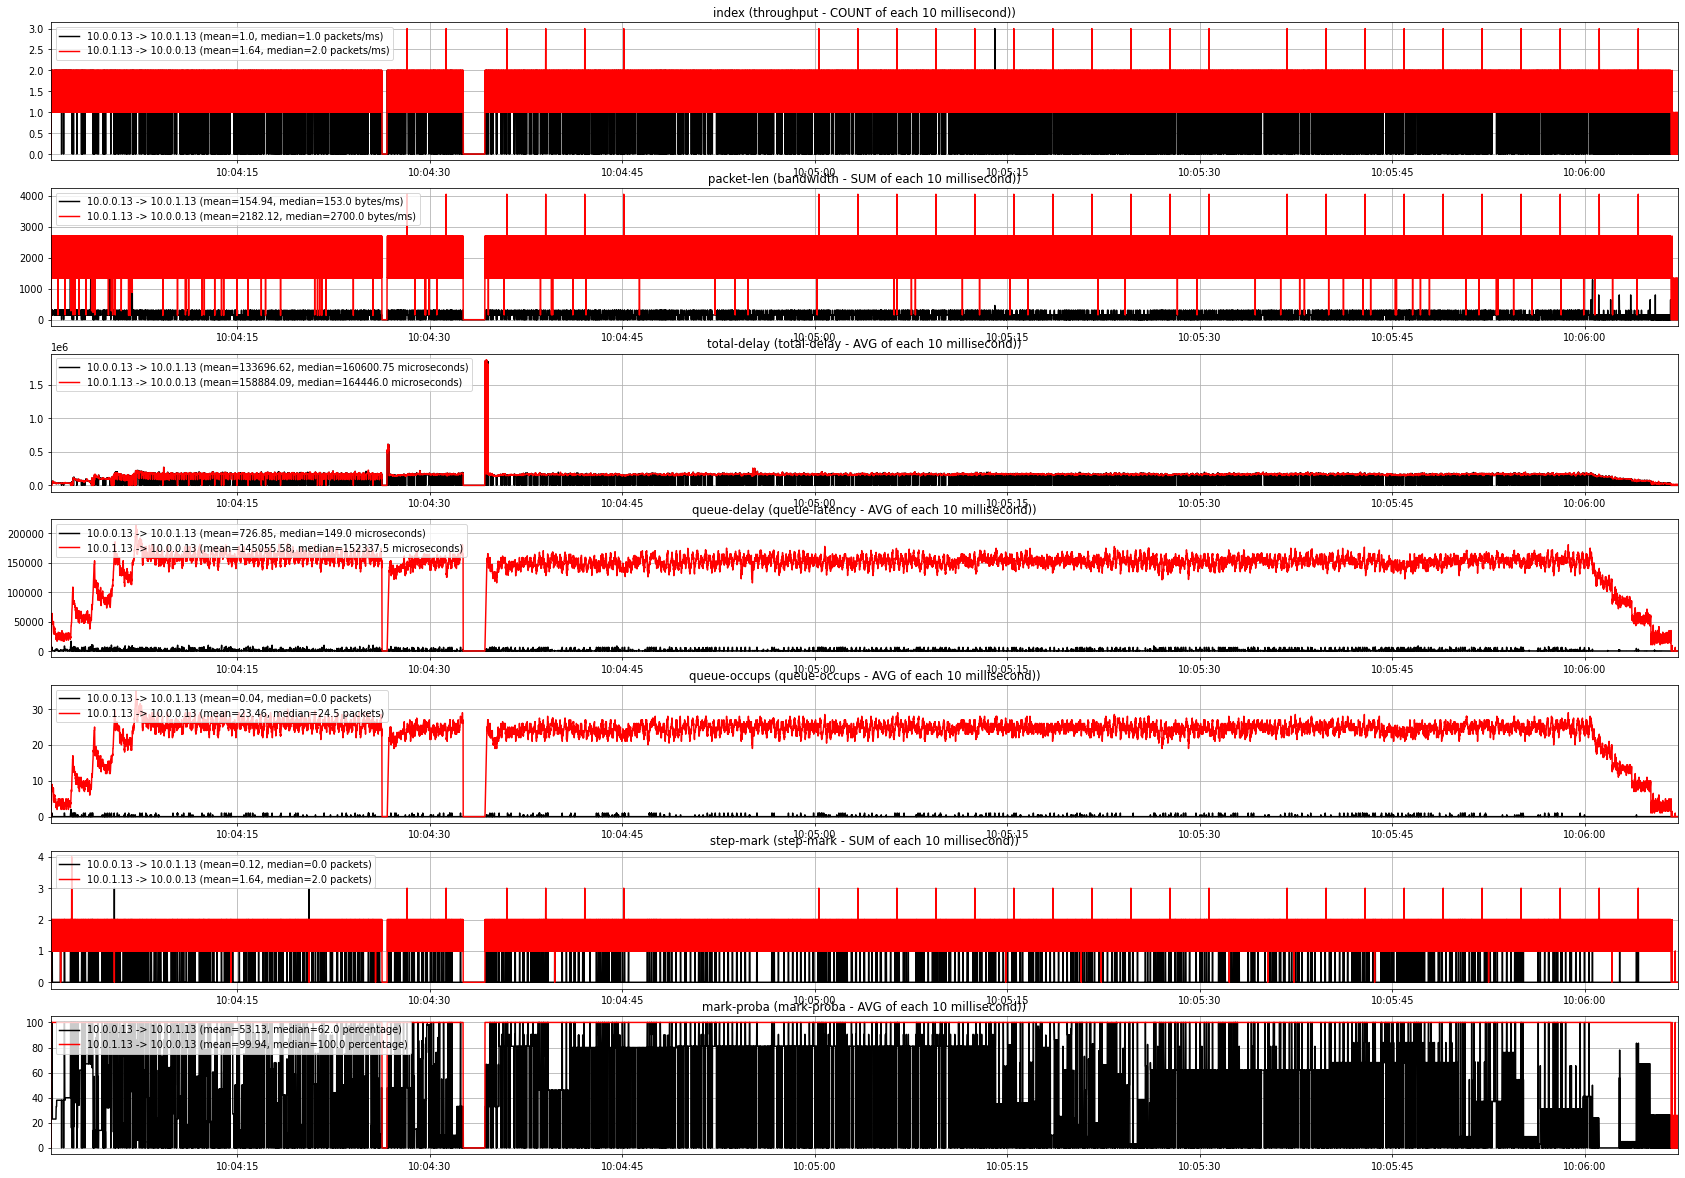 index (throughput - COUNT of each 10 millisecond))
10.0.0.13 -> 10.0.1.13 (mean=1.0, median=1.0 packets/ms)
10.0.1.13 -> 10.0.0.13 (mean=1.64, median=2.0 packets/ms)
3.0
2.5
2.0
1.5
1.0
0.5
0.0
10:04:15 10:04:30 10:04:45 10:05:00 10:05:15 10:05:30 10:05:45 10:06:00
packet-len (bandwidth - SUM of each 10 millisecond))
10.0.0.13 -> 10.0.1.13 (mean=154.94, median=153.0 bytes/ms)
10.0.1.13 -> 10.0.0.13 (mean=2182.12, median=2700.0 bytes/ms)
4000
3000
2000
1000
0
10:04:15 10:04:30 10:04:45 10:05:00 10:05:15 10:05:30 10:05:45 10:06:00
total-delay (total-delay - AVG of each 10 millisecond))
1e6
10.0.0.13 -> 10.0.1.13 (mean=133696.62, median=160600.75 microseconds)
10.0.1.13 -> 10.0.0.13 (mean=158884.09, median=164446.0 microseconds)
1.5
1.0
0.5
0.0
10:04:15 10:04:30 10:04:45 10:05:00 10:05:15 10:05:30 10:05:45 10:06:00
queue-delay (queue-latency - AVG of each 10 millisecond))
10.0.0.13 -> 10.0.1.13 (mean=726.85, median=149.0 microseconds)
10.0.1.13 -> 10.0.0.13 (mean=145055.58, median=152337.5 microseconds)
200000
150000
100000
50000
0
10:04:15 10:04:30 10:04:45 10:05:00 10:05:15 10:05:30 10:05:45 10:06:00
queue-occups (queue-occups - AVG of each 10 millisecond))
10.0.0.13 -> 10.0.1.13 (mean=0.04, median=0.0 packets)
10.0.1.13 -> 10.0.0.13 (mean=23.46, median=24.5 packets)
30
20
10
0
10:04:15 10:04:30 10:04:45 10:05:00 10:05:15 10:05:30 10:05:45 10:06:00
step-mark (step-mark - SUM of each 10 millisecond))
10.0.0.13 -> 10.0.1.13 (mean=0.12, median=0.0 packets)
10.0.1.13 -> 10.0.0.13 (mean=1.64, median=2.0 packets)
4
3
2
1
0
10:04:15 10:04:30 10:04:45 10:05:00 10:05:15 10:05:30 10:05:45 10:06:00
mark-proba (mark-proba - AVG of each 10 millisecond))
10.0.0.13 -> 10.0.1.13 (mean=53.13, median=62.0 percentage)
10.0.1.13 -> 10.0.0.13 (mean=99.94, median=100.0 percentage)
100
80
60
40
20
0
10:04:15 10:04:30 10:04:45 10:05:00 10:05:15 10:05:30 10:05:45 10:06:00